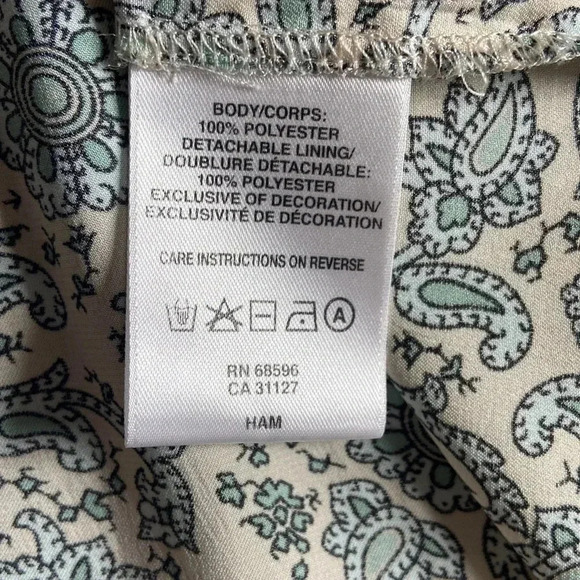 BODY/CORPS:
100% POLYESTER
DETACHABLE LINING/
DOUBLURE DÉTACHABLE:
100% POLYESTER
EXCLUSIVE OF DECORATION/
EXCLUSIVITÉ DE DÉCORATION
CARE INSTRUCTIONS ON REVERSE
A
RN 68596
CA 31127
HAM